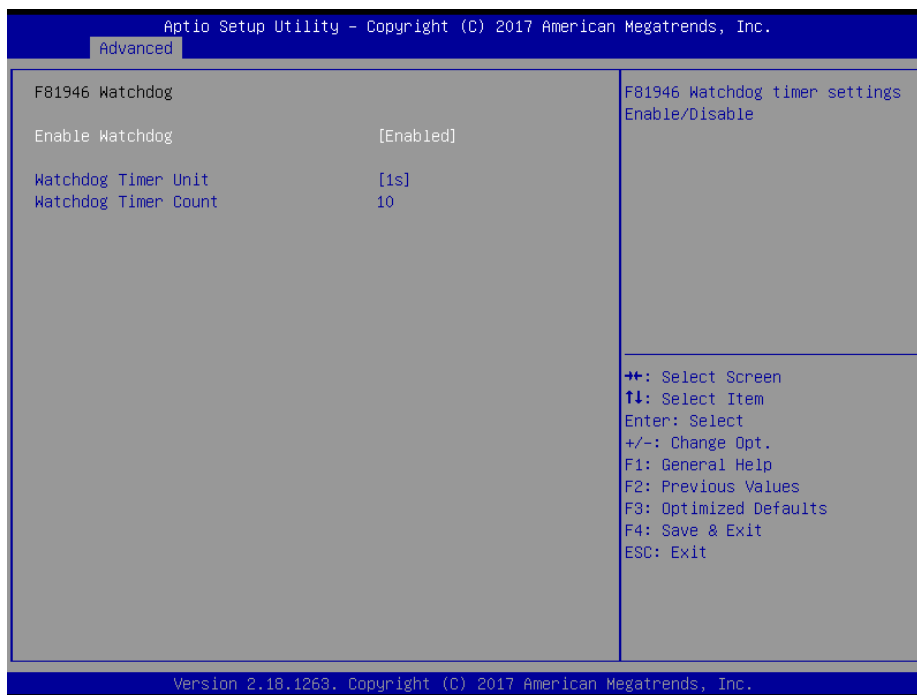 Aptio Setup Utility – Copyright (C) 2017 American Megatrends, Inc.
Advanced
F81946 Watchdog
Enable Watchdog [Enabled]
Watchdog Timer Unit [1s]
Watchdog Timer Count 10
F81946 Watchdog timer settings
Enable/Disable
→←: Select Screen
↑↓: Select Item
Enter: Select
+/-: Change Opt.
F1: General Help
F2: Previous Values
F3: Optimized Defaults
F4: Save & Exit
ESC: Exit
Version 2.18.1263. Copyright (C) 2017 American Megatrends, Inc.